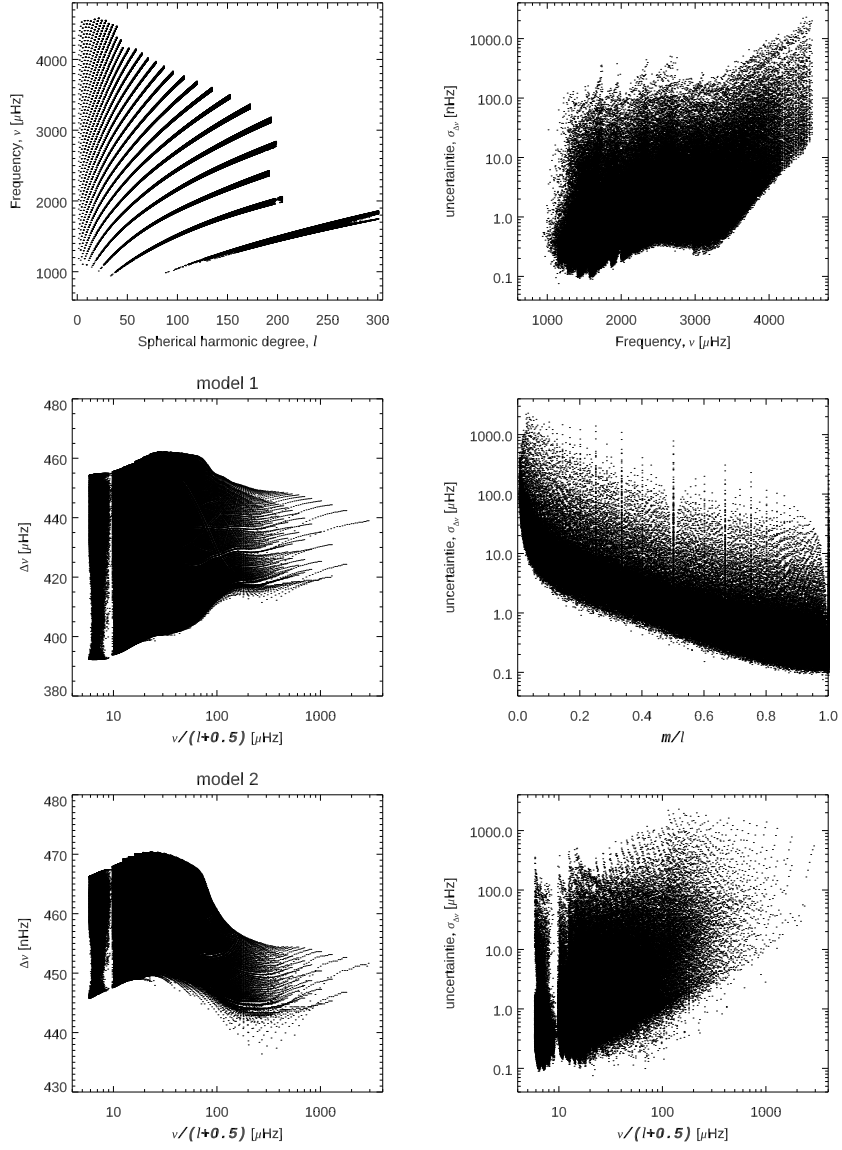 4000
3000
2000
1000
Frequency, ν [μHz]
0 50 100 150 200 250 300
Spherical harmonic degree, l
1000.0
100.0
10.0
1.0
0.1
uncertaintie, σΔν [nHz]
1000 2000 3000 4000
Frequency, ν [μHz]
model 1
480
460
440
420
400
380
Δν [μHz]
10 100 1000
ν/(l+0.5) [μHz]
1000.0
100.0
10.0
1.0
0.1
uncertaintie, σΔν [μHz]
0.0 0.2 0.4 0.6 0.8 1.0
m/l
model 2
480
470
460
450
440
430
Δν [nHz]
10 100 1000
ν/(l+0.5) [μHz]
1000.0
100.0
10.0
1.0
0.1
uncertaintie, σΔν [μHz]
10 100 1000
ν/(l+0.5) [μHz]